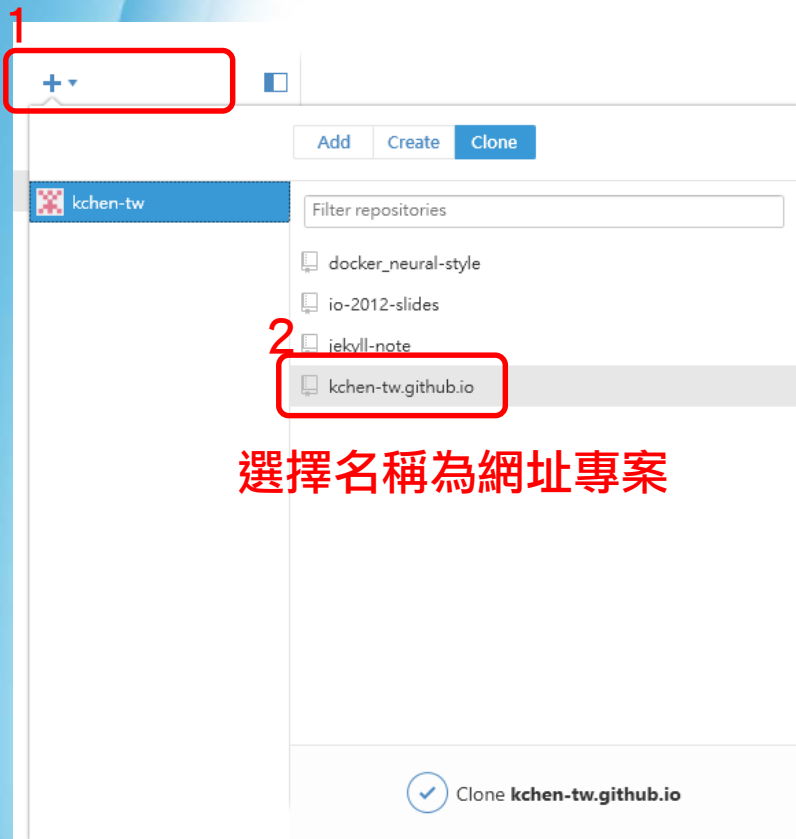 1
Add Create Clone
kchen-tw
Filter repositories
docker_neural-style
io-2012-slides
2
jekyll-note
kchen-tw.github.io
選擇名稱為網址專案
Clone kchen-tw.github.io